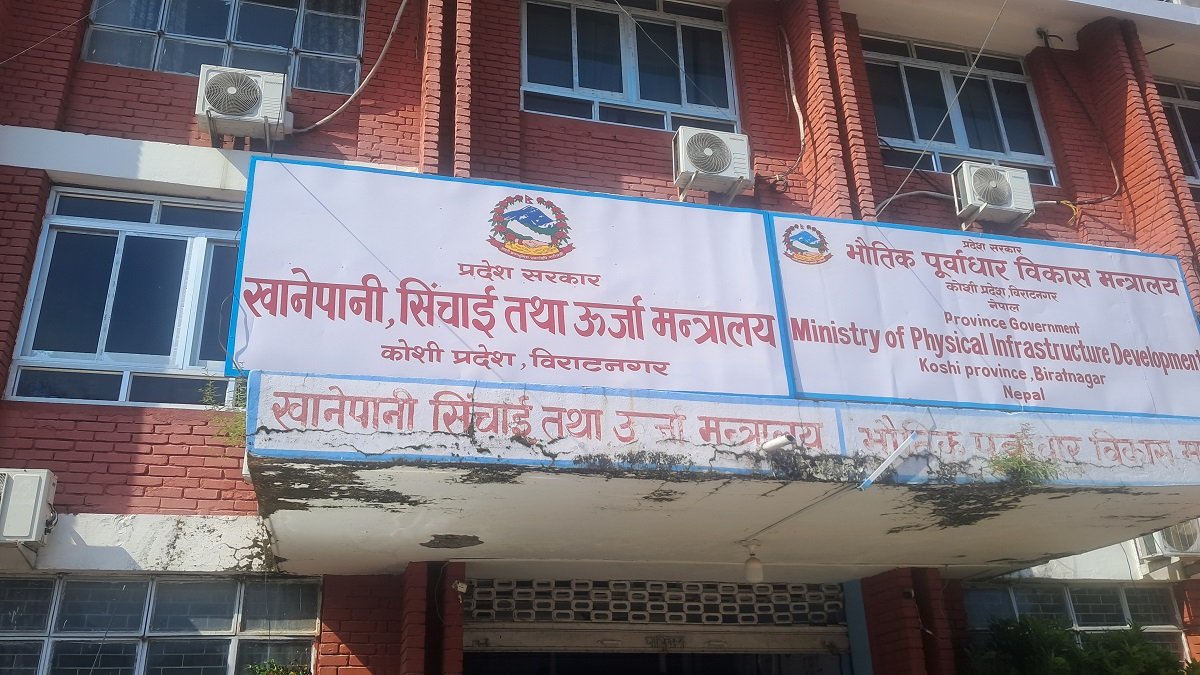 प्रदेश सरकार
खानेपानी, सिंचाई तथा ऊर्जा मन्त्रालय
कोशी प्रदेश, विराटनगर
प्रदेश सरकार
भौतिक पूर्वाधार विकास मन्त्रालय
कोशी प्रदेश, विराटनगर
नेपाल
Province Government
Ministry of Physical Infrastructure Development
Koshi province, Biratnagar
Nepal
खानेपानी सिंचाई तथा उर्जा मन्त्रालय
भौतिक पूर्वाधार विकास